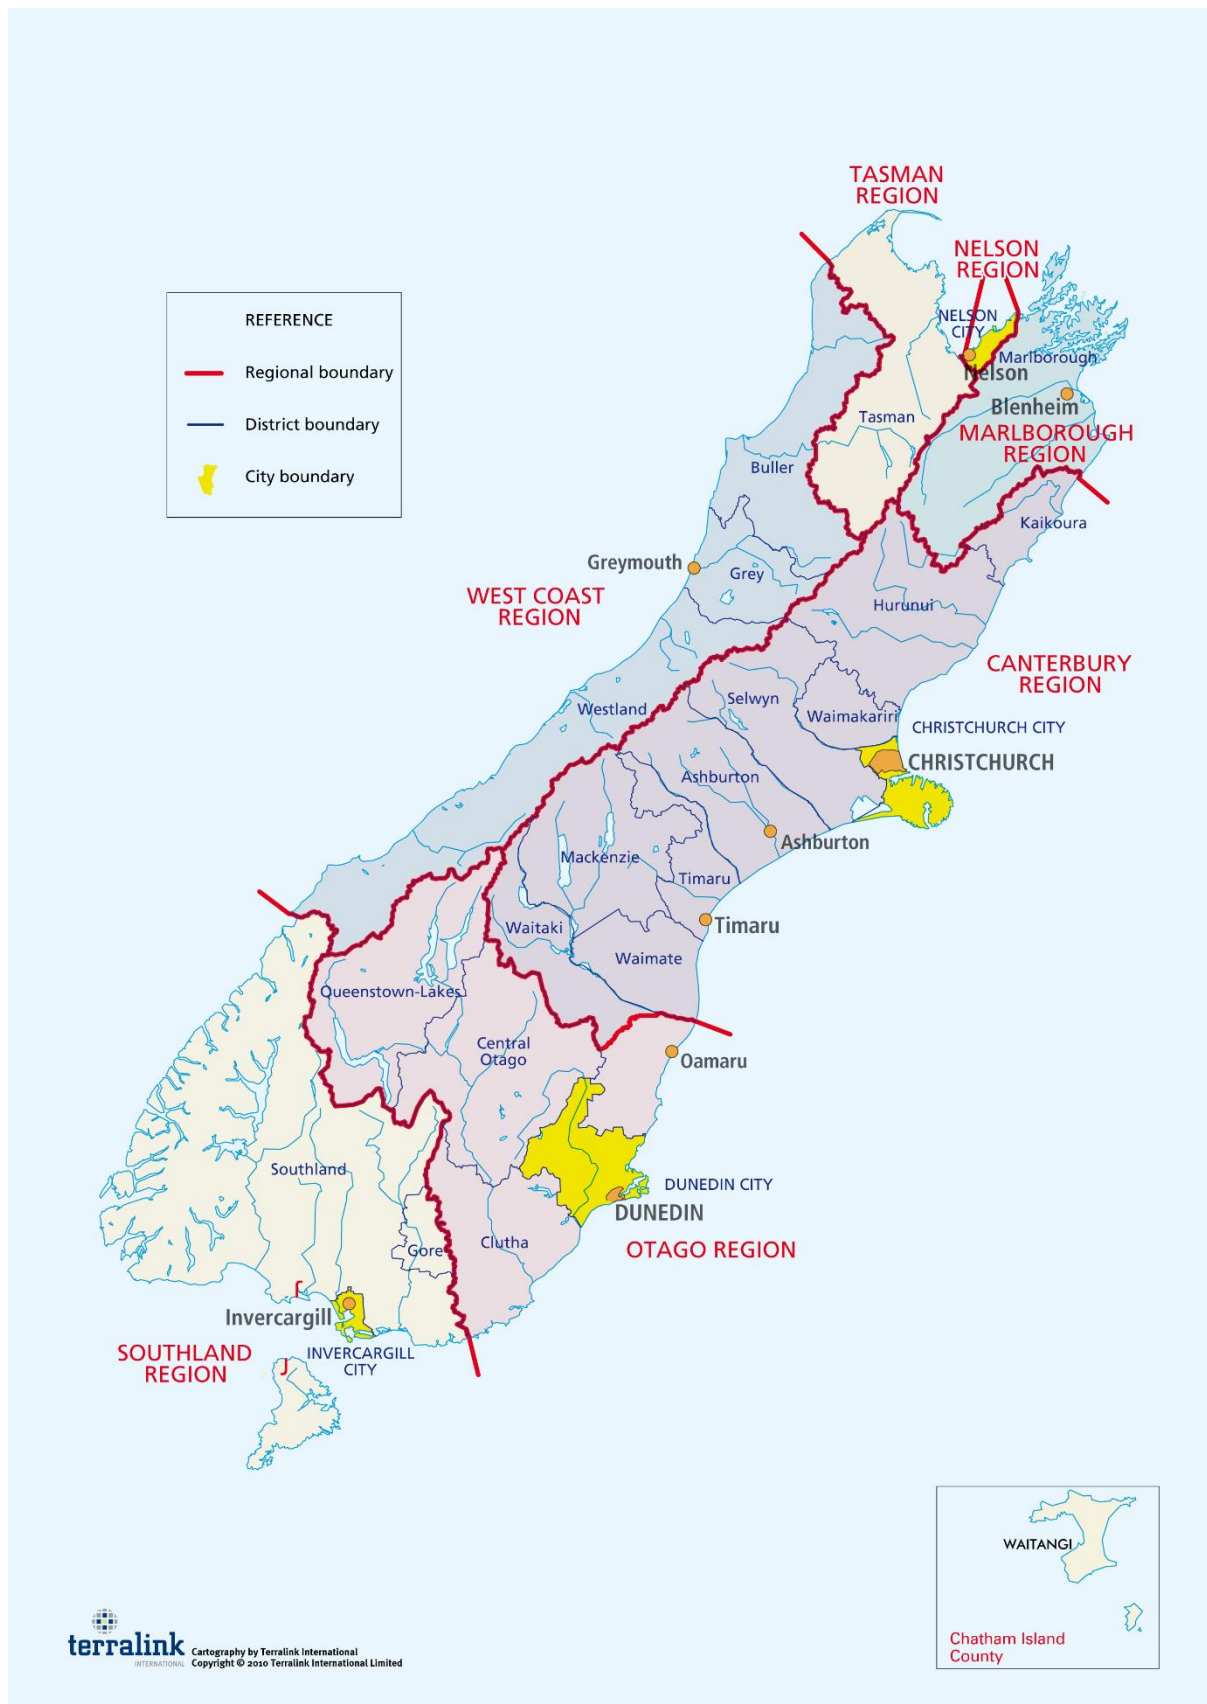 TASMAN
REGION
NELSON
REGION
REFERENCE
Regional boundary
District boundary
City boundary
NELSON
CITY
Marlborough
Nelson
Blenheim
MARLBOROUGH
REGION
Tasman
Buller
Kaikoura
Greymouth
Grey
WEST COAST
REGION
Hurunui
CANTERBURY
REGION
Selwyn
Westland
Waimakariri
CHRISTCHURCH CITY
CHRISTCHURCH
Ashburton
Ashburton
Mackenzie
Timaru
Timaru
Waitaki
Waimate
Queenstown-Lakes
Central
Otago
Oamaru
Southland
DUNEDIN CITY
DUNEDIN
Clutha
Gore
OTAGO REGION
Invercargill
SOUTHLAND
REGION
INVERCARGILL
CITY
WAITANGI
Chatham Island
County
terralink
INTERNATIONAL
Cartography by Terralink International
Copyright © 2010 Terralink International Limited